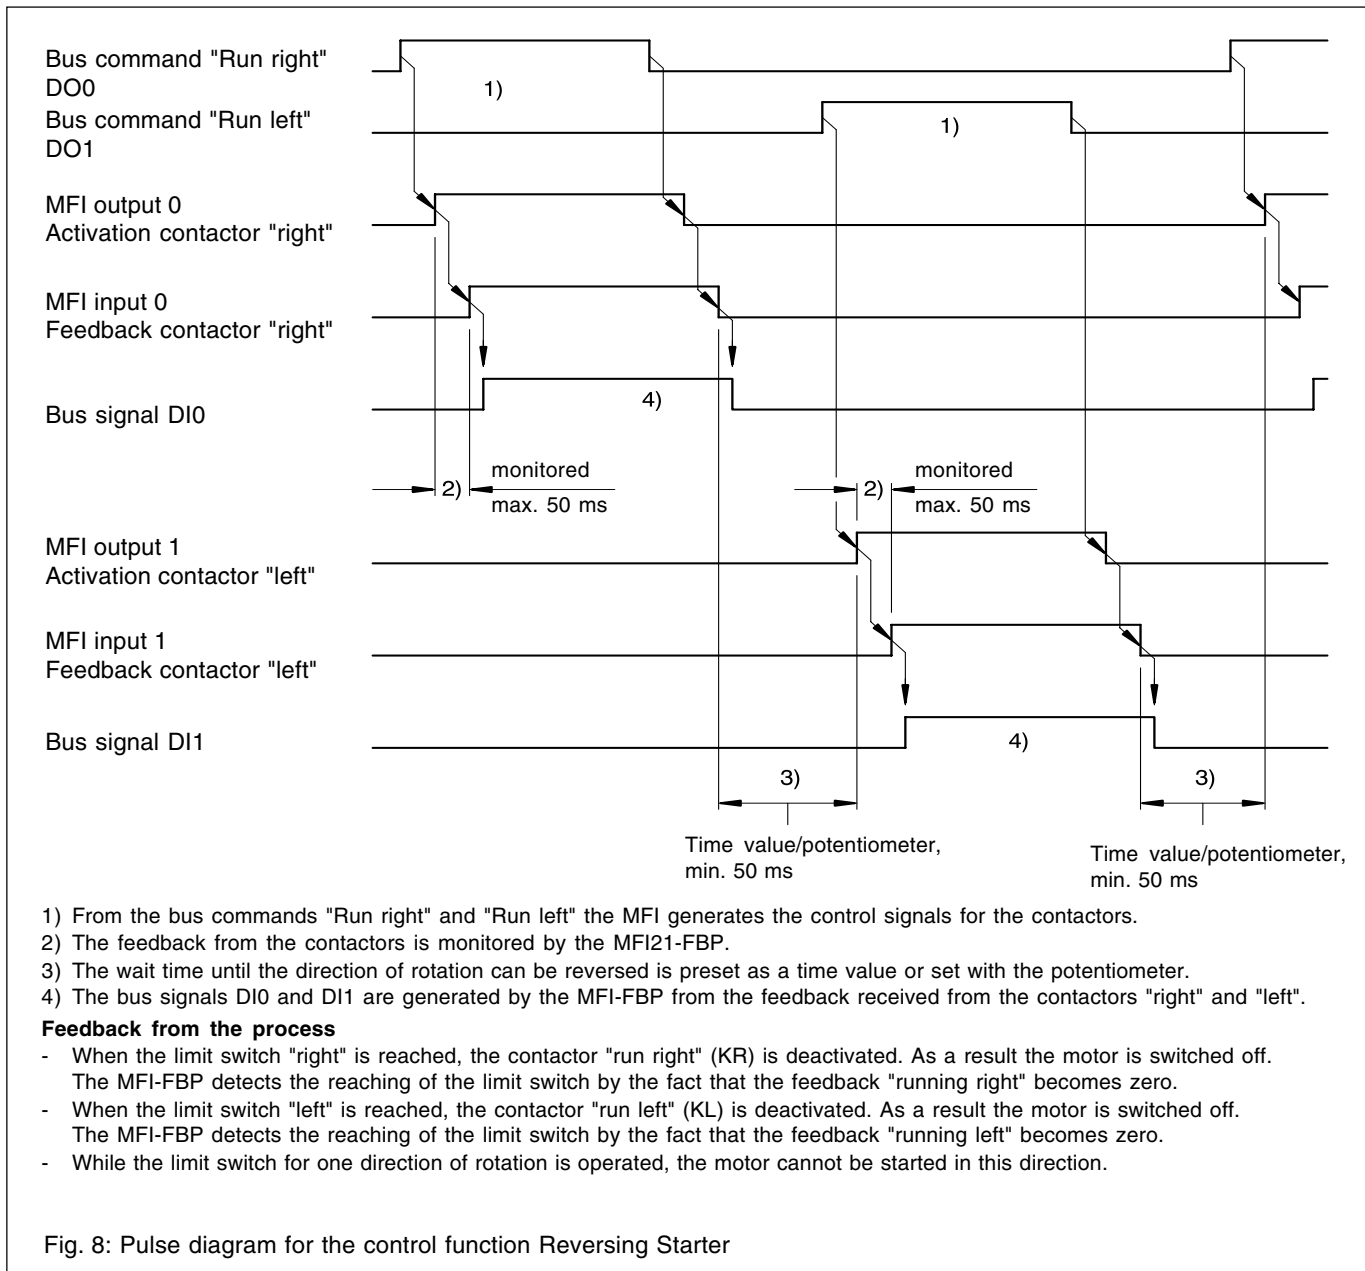 Bus command "Run right"
DO0
1)
Bus command "Run left"
DO1
1)
MFI output 0
Activation contactor "right"
MFI input 0
Feedback contactor "right"
Bus signal DI0
4)
2)
monitored
max. 50 ms
2)
monitored
max. 50 ms
MFI output 1
Activation contactor "left"
MFI input 1
Feedback contactor "left"
Bus signal DI1
4)
3)
3)
Time value/potentiometer,
min. 50 ms
Time value/potentiometer,
min. 50 ms
1) From the bus commands "Run right" and "Run left" the MFI generates the control signals for the contactors.
2) The feedback from the contactors is monitored by the MFI21-FBP.
3) The wait time until the direction of rotation can be reversed is preset as a time value or set with the potentiometer.
4) The bus signals DI0 and DI1 are generated by the MFI-FBP from the feedback received from the contactors "right" and "left".
Feedback from the process
- When the limit switch "right" is reached, the contactor "run right" (KR) is deactivated. As a result the motor is switched off.
The MFI-FBP detects the reaching of the limit switch by the fact that the feedback "running right" becomes zero.
- When the limit switch "left" is reached, the contactor "run left" (KL) is deactivated. As a result the motor is switched off.
The MFI-FBP detects the reaching of the limit switch by the fact that the feedback "running left" becomes zero.
- While the limit switch for one direction of rotation is operated, the motor cannot be started in this direction.
Fig. 8: Pulse diagram for the control function Reversing Starter